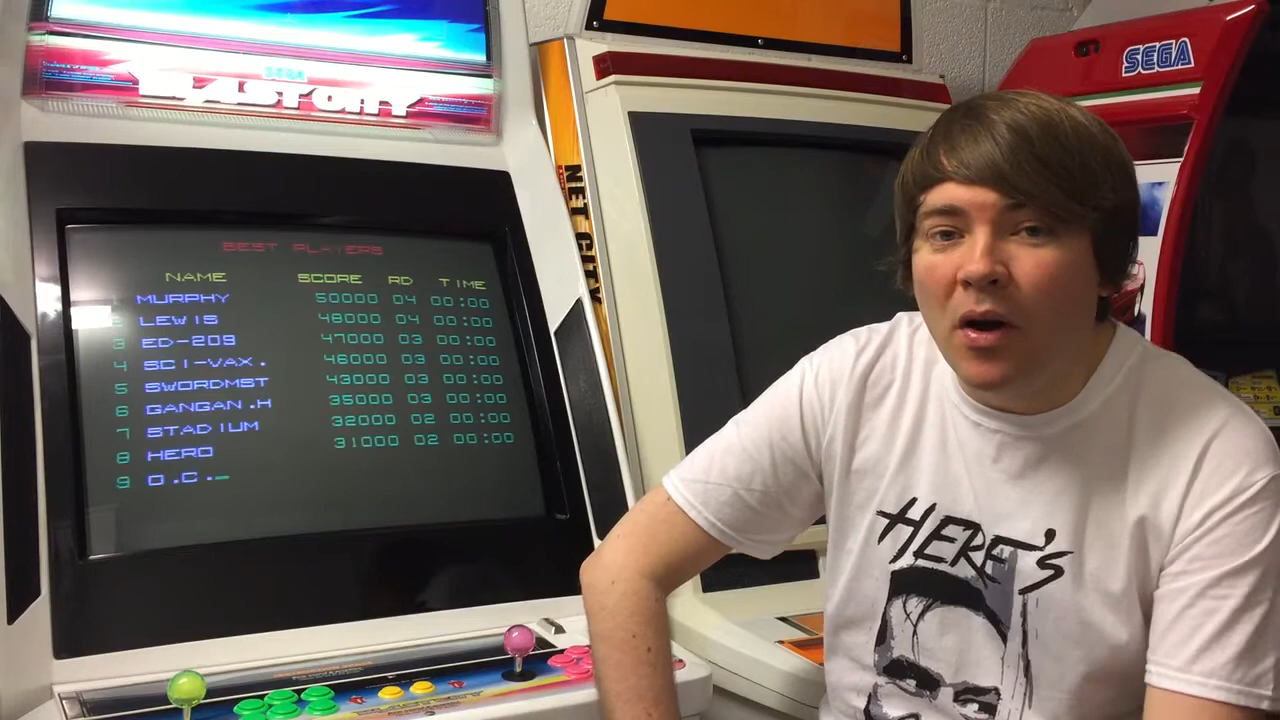 SEGA
BLAST CITY
BEST PLAYERS
NAME SCORE RD TIME
MURPHY 50000 04 00:00
2 LEWIS 48000 04 00:00
3 ED-209 47000 03 00:00
4 SCI-VAX. 46000 03 00:00
5 SWORDMST 43000 03 00:00
6 GANGAN.H 35000 03 00:00
7 STADIUM 32000 02 00:00
8 HERO 31000 02 00:00
9 O.C.
NET CITY
SEGA
HERE'S